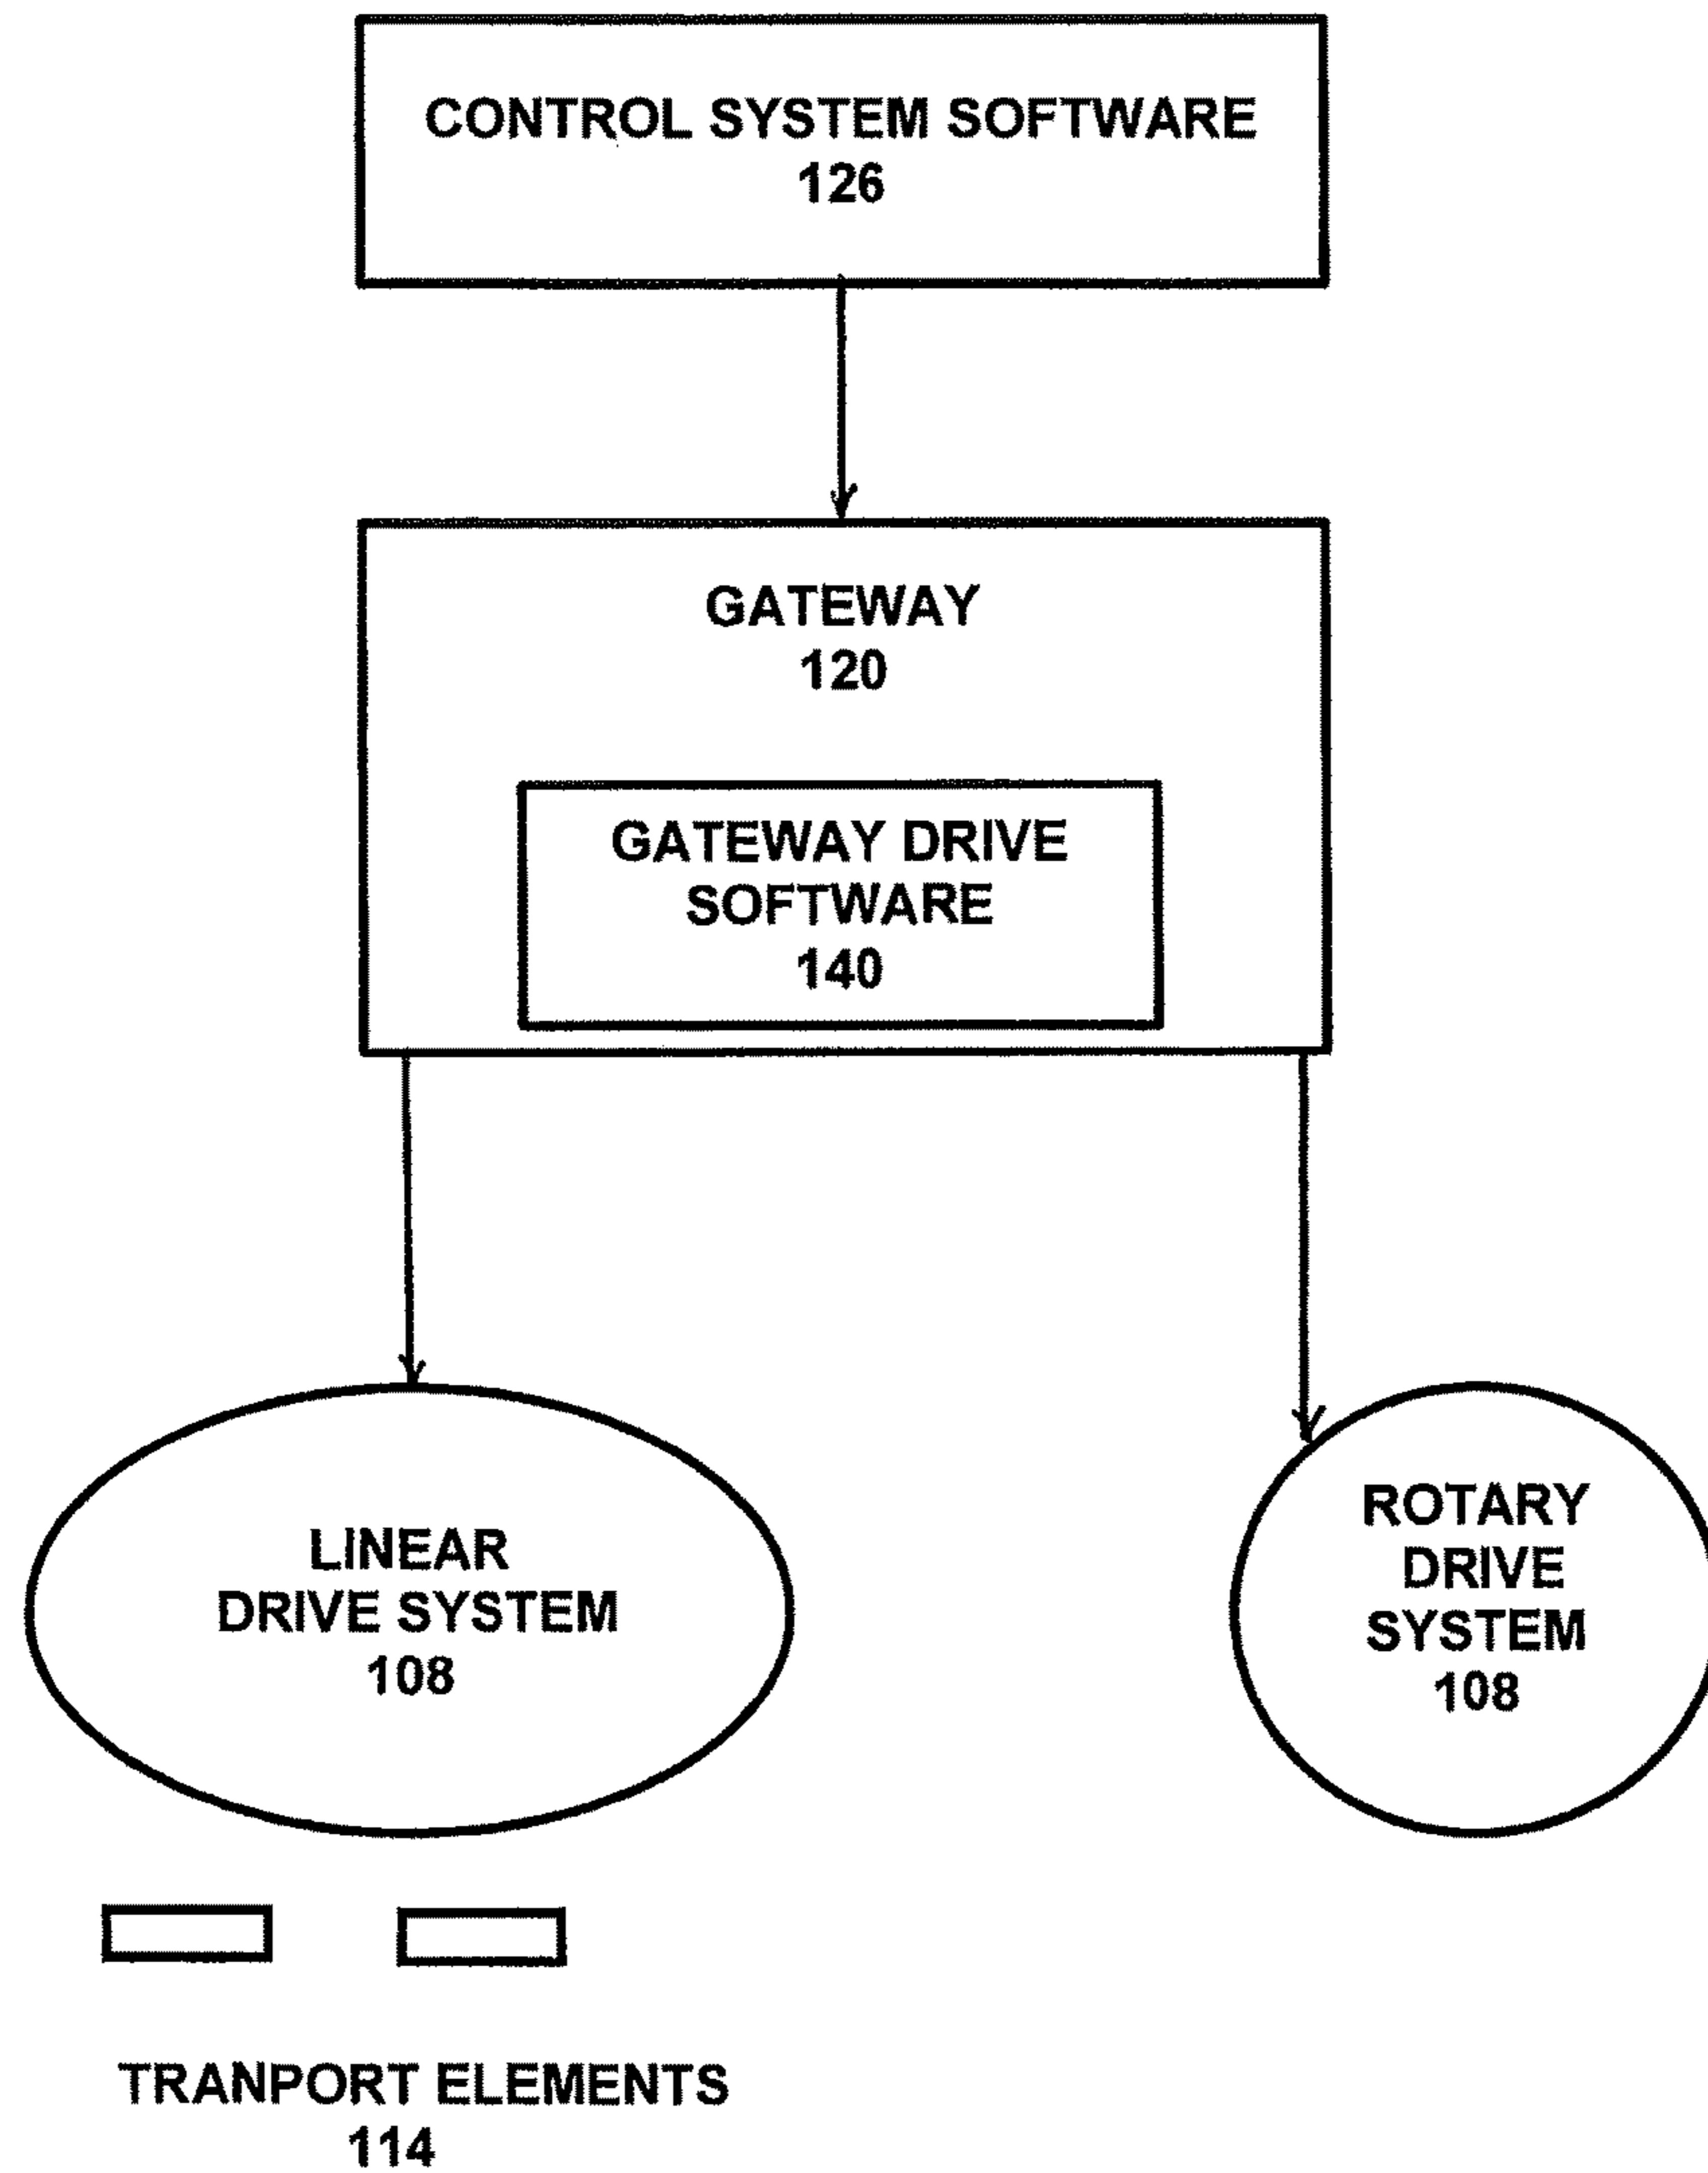 CONTROL SYSTEM SOFTWARE
126
GATEWAY
120
GATEWAY DRIVE
SOFTWARE
140
LINEAR
DRIVE SYSTEM
108
ROTARY
DRIVE
SYSTEM
108
TRANPORT ELEMENTS
114